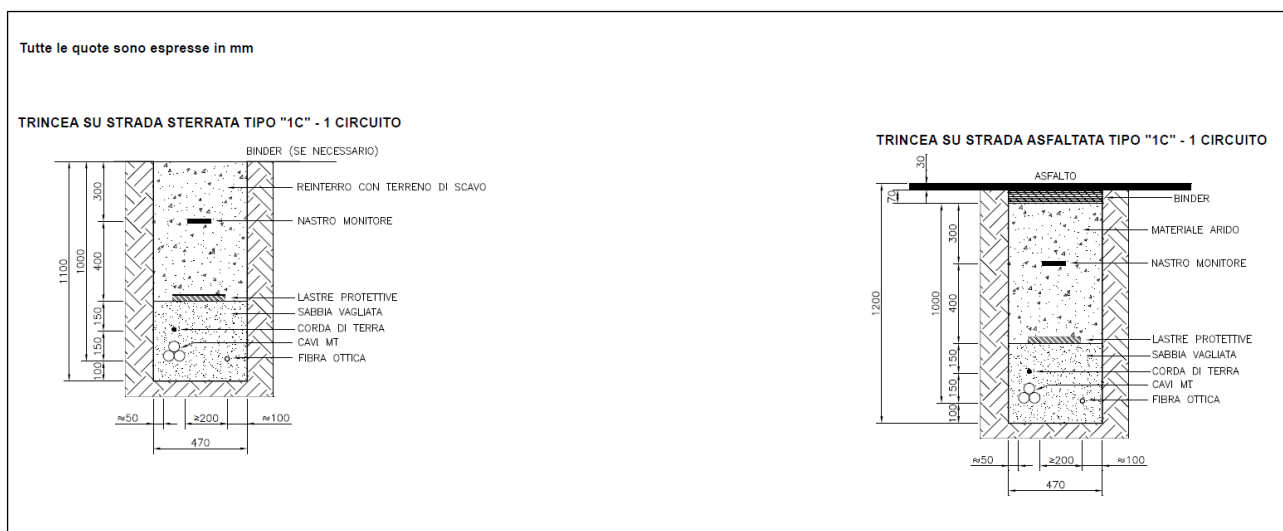 Tutte le quote sono espresse in mm
TRINCEA SU STRADA STERRATA TIPO "1C" - 1 CIRCUITO
BINDER (SE NECESSARIO)
REINTERRO CON TERRENO DI SCAVO
NASTRO MONITORE
LASTRE PROTETTIVE
SABBIA VAGLIATA
CORDA DI TERRA
CAVI MT
FIBRA OTTICA
1100
1000
300
400
150
150
100
≈50
≥200
≈100
470
TRINCEA SU STRADA ASFALTATA TIPO "1C" - 1 CIRCUITO
30
ASFALTO
70
BINDER
MATERIALE ARIDO
NASTRO MONITORE
LASTRE PROTETTIVE
SABBIA VAGLIATA
CORDA DI TERRA
CAVI MT
FIBRA OTTICA
1200
1000
300
400
150
150
100
≈50
≥200
≈100
470